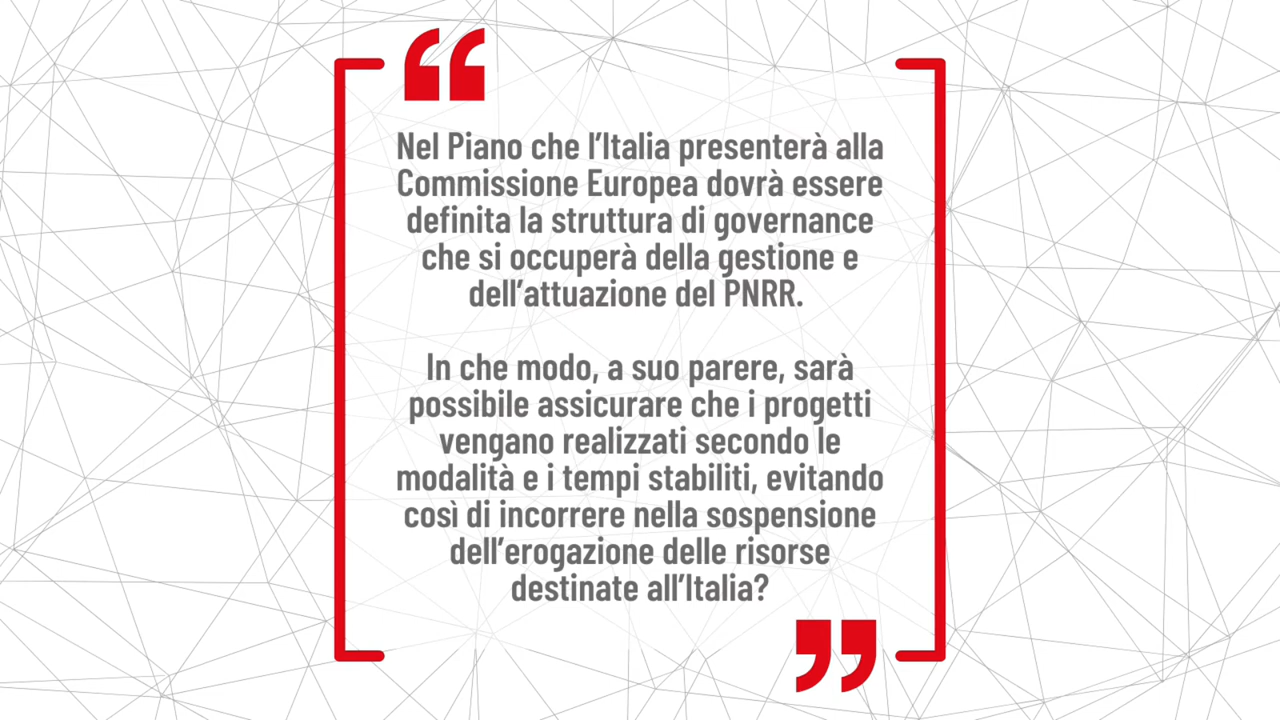 “
Nel Piano che l’Italia presenterà alla
Commissione Europea dovrà essere
definita la struttura di governance
che si occuperà della gestione e
dell’attuazione del PNRR.
In che modo, a suo parere, sarà
possibile assicurare che i progetti
vengano realizzati secondo le
modalità e i tempi stabiliti, evitando
così di incorrere nella sospensione
dell’erogazione delle risorse
destinate all’Italia?
”